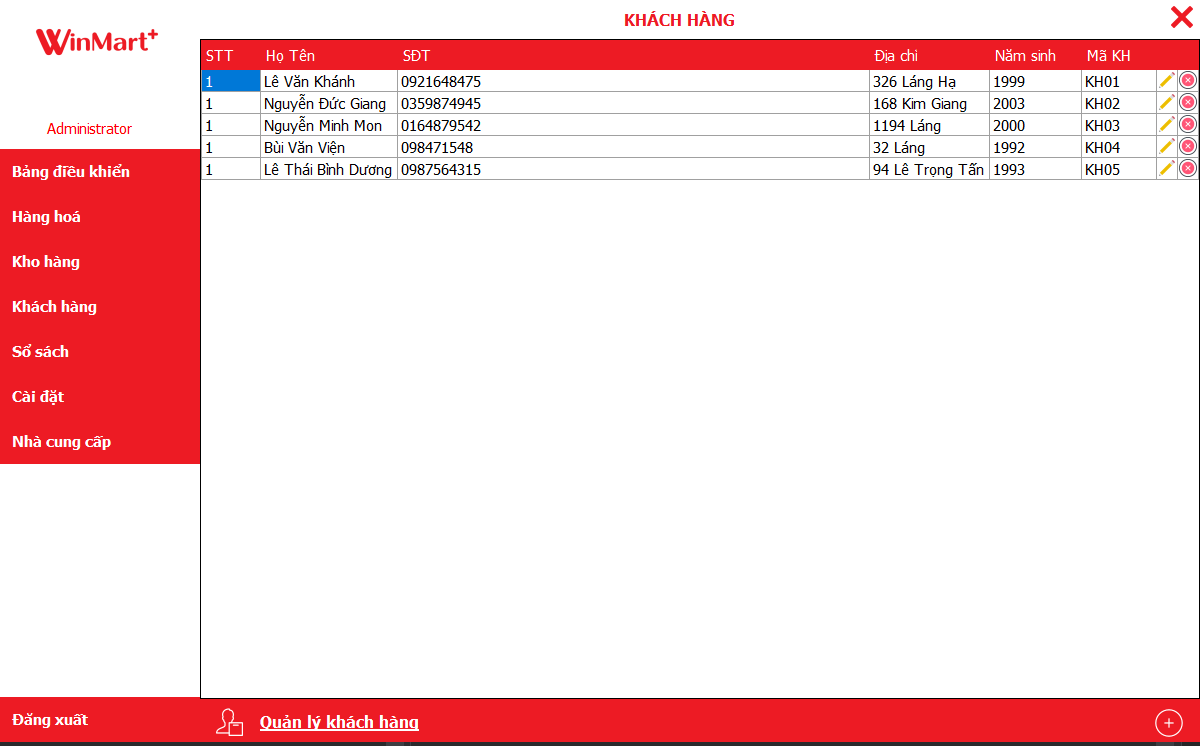 KHÁCH HÀNG
WinMart+
Administrator
Bảng điều khiển
Hàng hoá
Kho hàng
Khách hàng
Sổ sách
Cài đặt
Nhà cung cấp
Đăng xuất
STT Họ Tên SĐT Địa chỉ Năm sinh Mã KH
1 Lê Văn Khánh 0921648475 326 Láng Hạ 1999 KH01
1 Nguyễn Đức Giang 0359874945 168 Kim Giang 2003 KH02
1 Nguyễn Minh Mon 0164879542 1194 Láng 2000 KH03
1 Bùi Văn Viện 098471548 32 Láng 1992 KH04
1 Lê Thái Bình Dương 0987564315 94 Lê Trọng Tấn 1993 KH05
Quản lý khách hàng